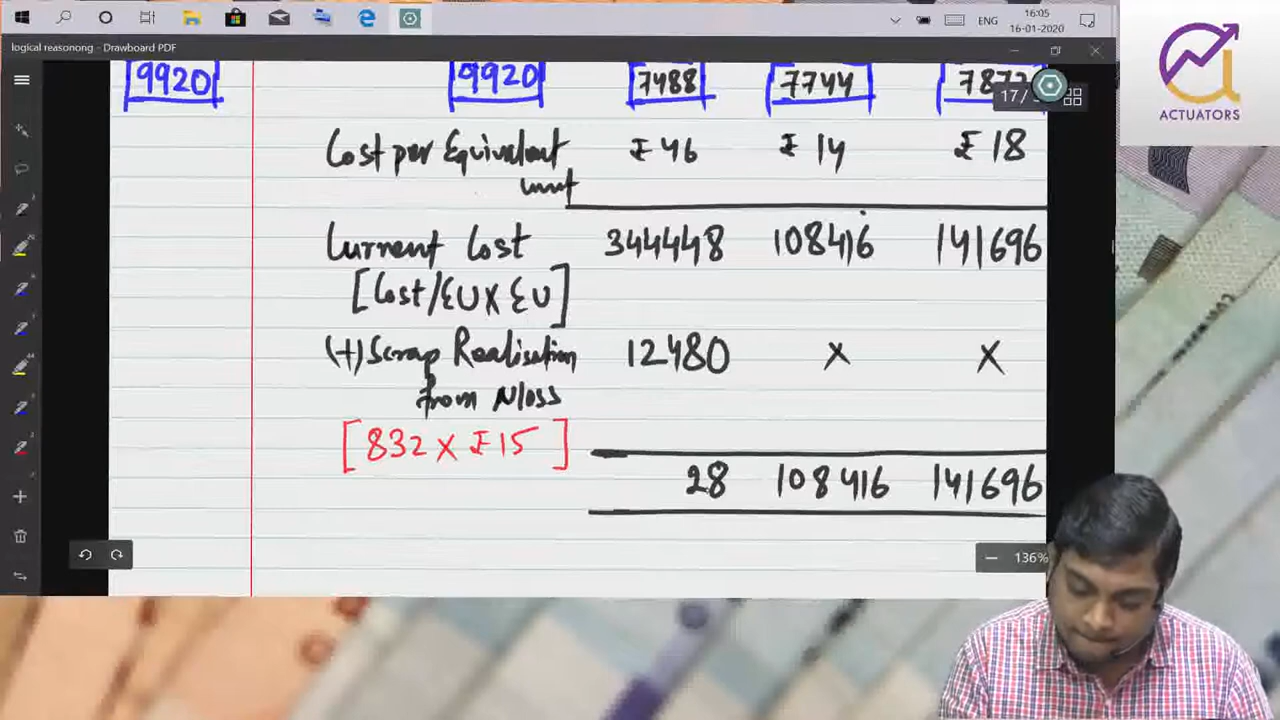 16:05
ENG
16-01-2020
logical reasonong - Drawboard PDF
ACTUATORS
9920 9920 7488 7744
17 /
Cost per Equivalent unit ₹ 46 ₹ 14 ₹ 18
Current Cost 344448 108416 141696
[Cost/EU X EU]
(+) Scrap Realisation 12480 X X
from N/loss
[832 X ₹ 15]
28 108416 141696
136%